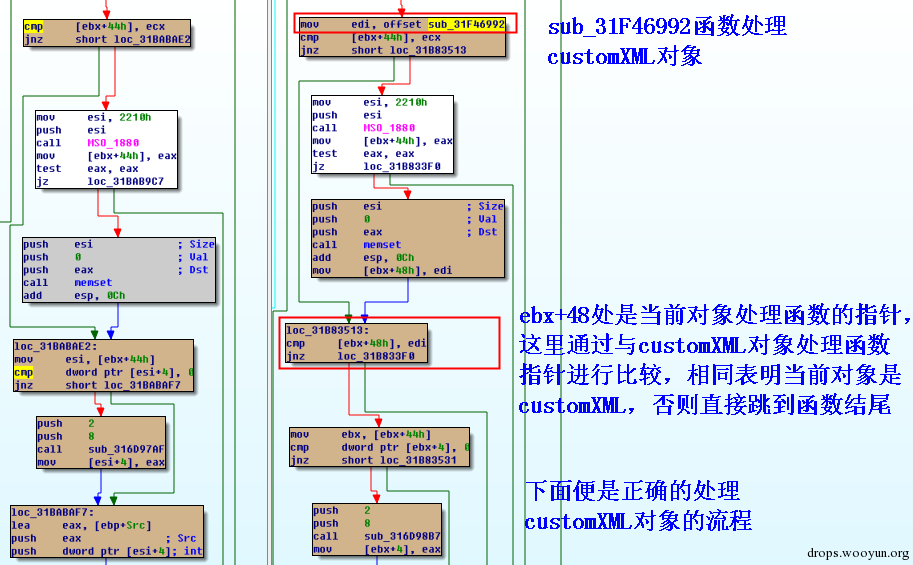 cmp [ebx+44h], ecx
jnz short loc_31BABAE2
mov esi, 2210h
push esi
call MSO_1880
mov [ebx+44h], eax
test eax, eax
jz loc_31BAB9C7
push esi ; Size
push 0 ; Val
push eax ; Dst
call memset
add esp, 0Ch
loc_31BABAE2:
mov esi, [ebx+44h]
cmp dword ptr [esi+4], 0
jnz short loc_31BABAF7
push 2
push 8
call sub_316D97AF
mov [esi+4], eax
loc_31BABAF7:
lea eax, [ebp+Src]
push eax ; Src
push dword ptr [esi+4]; int
mov edi, offset sub_31F46992
cmp [ebx+44h], ecx
jnz short loc_31B83513
mov esi, 2210h
push esi
call MSO_1880
mov [ebx+44h], eax
test eax, eax
jz loc_31B833F0
push esi ; Size
push 0 ; Val
push eax ; Dst
call memset
add esp, 0Ch
mov [ebx+48h], edi
loc_31B83513:
cmp [ebx+48h], edi
jnz loc_31B833F0
mov ebx, [ebx+44h]
cmp dword ptr [ebx+4], 0
jnz short loc_31B83531
push 2
push 8
call sub_316D98B7
mov [ebx+4], eax
sub_31F46992函数处理
customXML对象
ebx+48处是当前对象处理函数的指针，
这里通过与customXML对象处理函数
指针进行比较，相同表明当前对象是
customXML，否则直接跳到函数结尾
下面便是正确的处理
customXML对象的流程
drops.wooyun.org